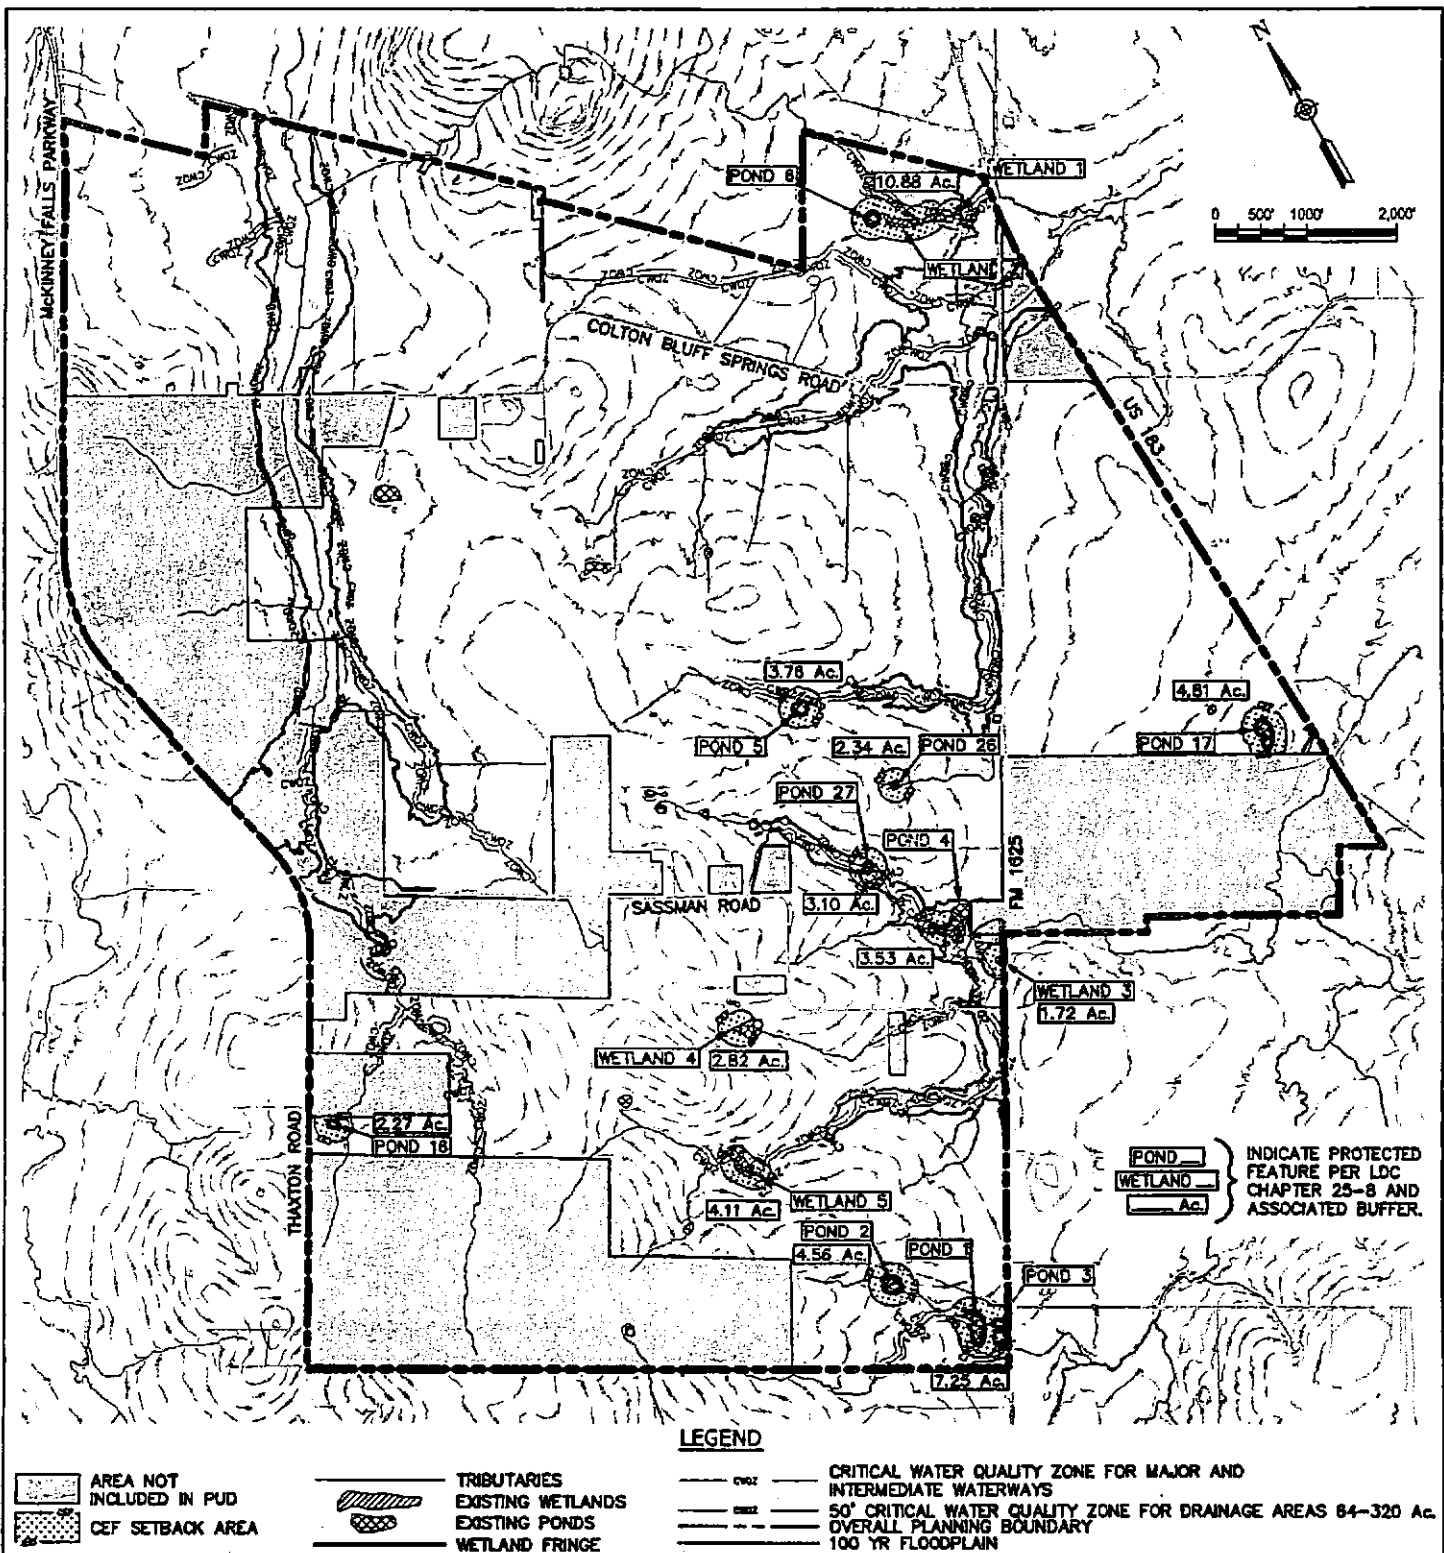 N
McKINNEY FALLS PARKWAY
POND 6
10.88 Ac.
WETLAND 1
0 500' 1000' 2,000'
WETLAND 2
COLTON BLUFF SPRINGS ROAD
US 183
3.78 Ac.
4.81 Ac.
POND 5
2.34 Ac.
POND 26
POND 17
POND 27
POND 4
FM 1625
SASSMAN ROAD
3.10 Ac.
3.53 Ac.
WETLAND 3
1.72 Ac.
WETLAND 4
2.82 Ac.
THAXTON ROAD
2.27 Ac.
POND 18
POND
WETLAND
Ac.
INDICATE PROTECTED
FEATURE PER LDC
CHAPTER 25-8 AND
ASSOCIATED BUFFER.
WETLAND 5
4.11 Ac.
POND 2
4.56 Ac.
POND 1
POND 3
7.25 Ac.
LEGEND
AREA NOT
INCLUDED IN PUD
CEF SETBACK AREA
TRIBUTARIES
EXISTING WETLANDS
EXISTING PONDS
WETLAND FRINGE
CWQZ
CRITICAL WATER QUALITY ZONE FOR MAJOR AND
INTERMEDIATE WATERWAYS
50' CRITICAL WATER QUALITY ZONE FOR DRAINAGE AREAS 64-320 Ac.
OVERALL PLANNING BOUNDARY
100 YR FLOODPLAIN